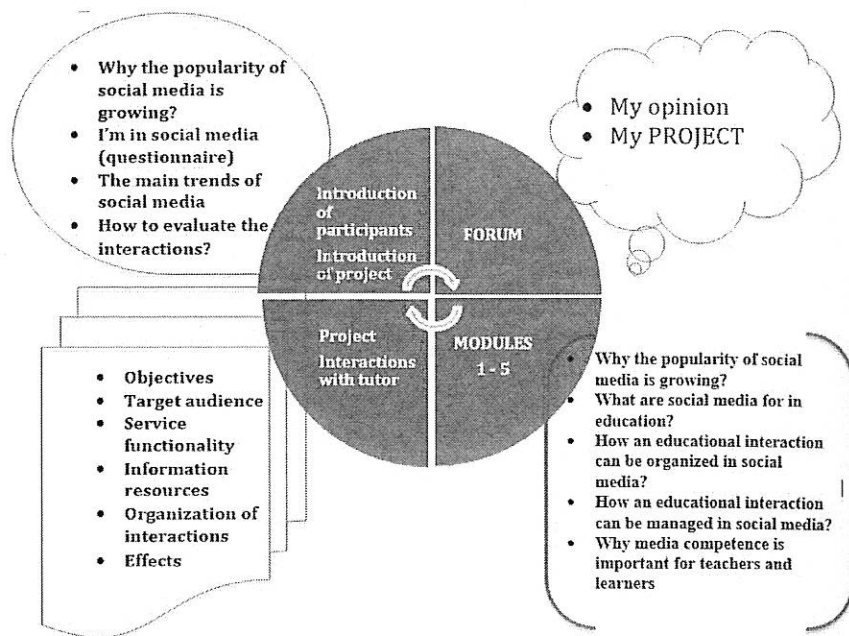 • Why the popularity of
social media is
growing?
• I'm in social media
(questionnaire)
• The main trends of
social media
• How to evaluate the
interactions?
• My opinion
• My PROJECT
Introduction
of
participants
Introduction
of project
FORUM
Project
Interactions
with tutor
MODULES
1 - 5
• Objectives
• Target audience
• Service
functionality
• Information
resources
• Organization of
interactions
• Effects
• Why the popularity of social
media is growing?
• What are social media for in
education?
• How an educational interaction
can be organized in social
media?
• How an educational interaction
can be managed in social media?
• Why media competence is
important for teachers and
learners